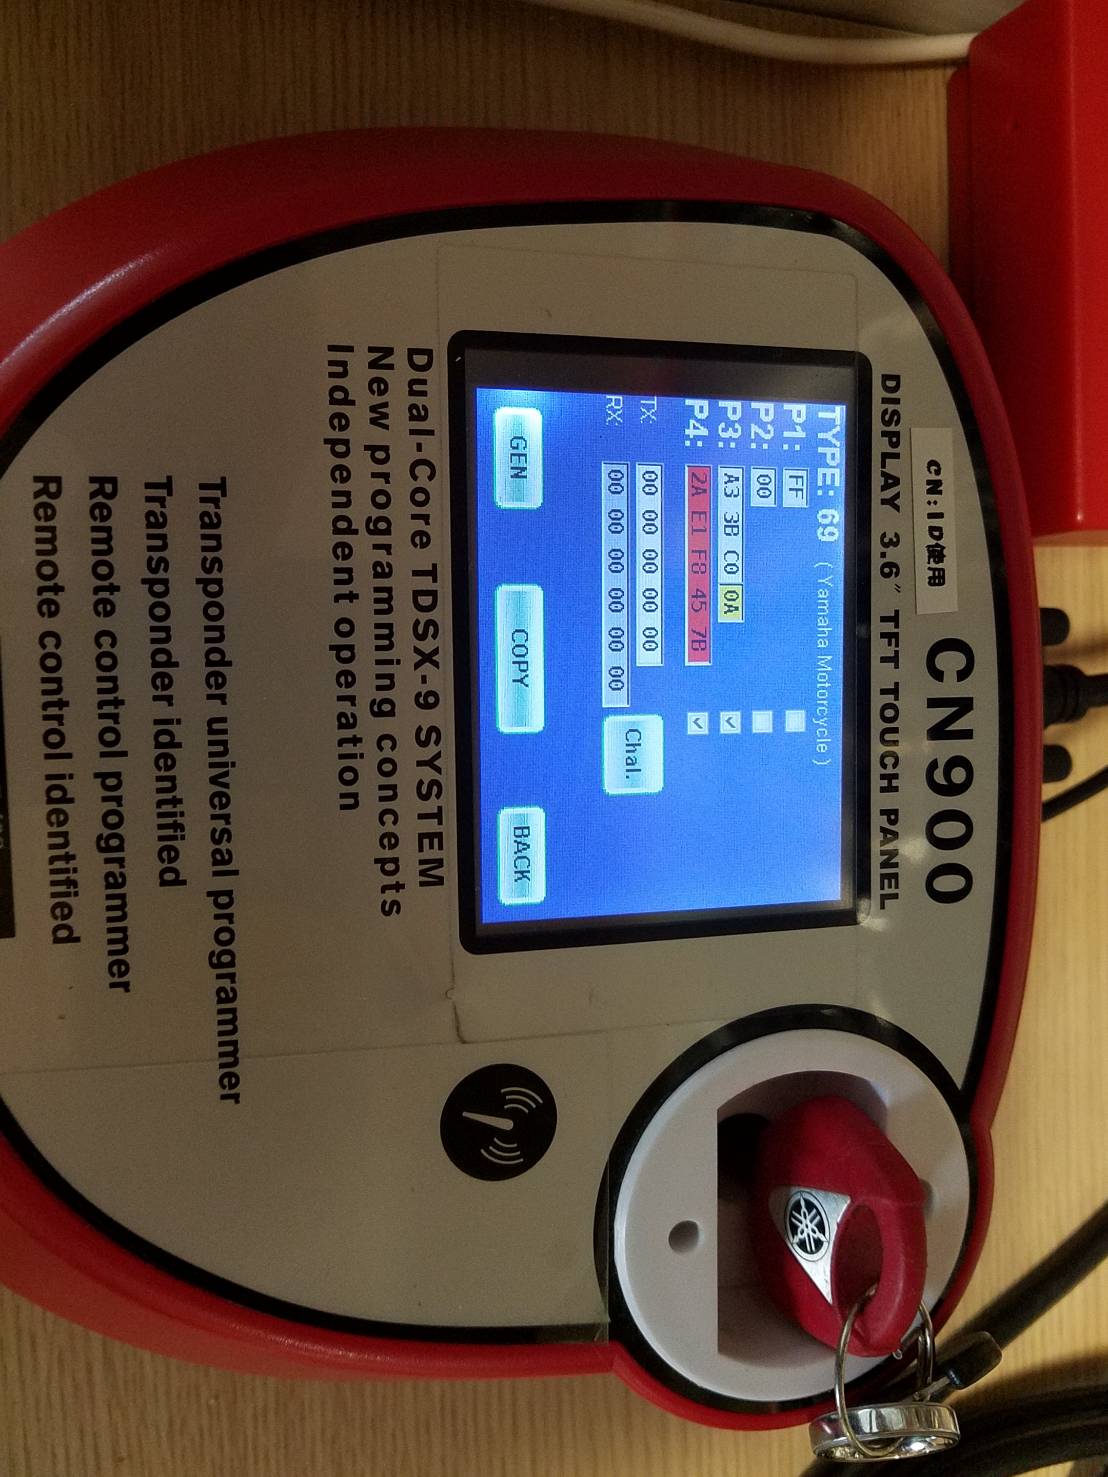 cN:ID使用
CN900
DISPLAY 3.6" TFT TOUCH PANEL
TYPE: 69 ( Yamaha Motorcycle )
P1: FF
P2: 00
P3: A3 3B C0 0A
P4: 2A E1 F8 45 7B
TX: 00 00 00 00 00 00
RX: 00 00 00 00 00 00 00
Chal.
GEN COPY BACK
Dual-Core TDSX-9 SYSTEM
New programming concepts
Independent operation
Transponder universal programmer
Transponder identified
Remote control programmer
Remote control identified